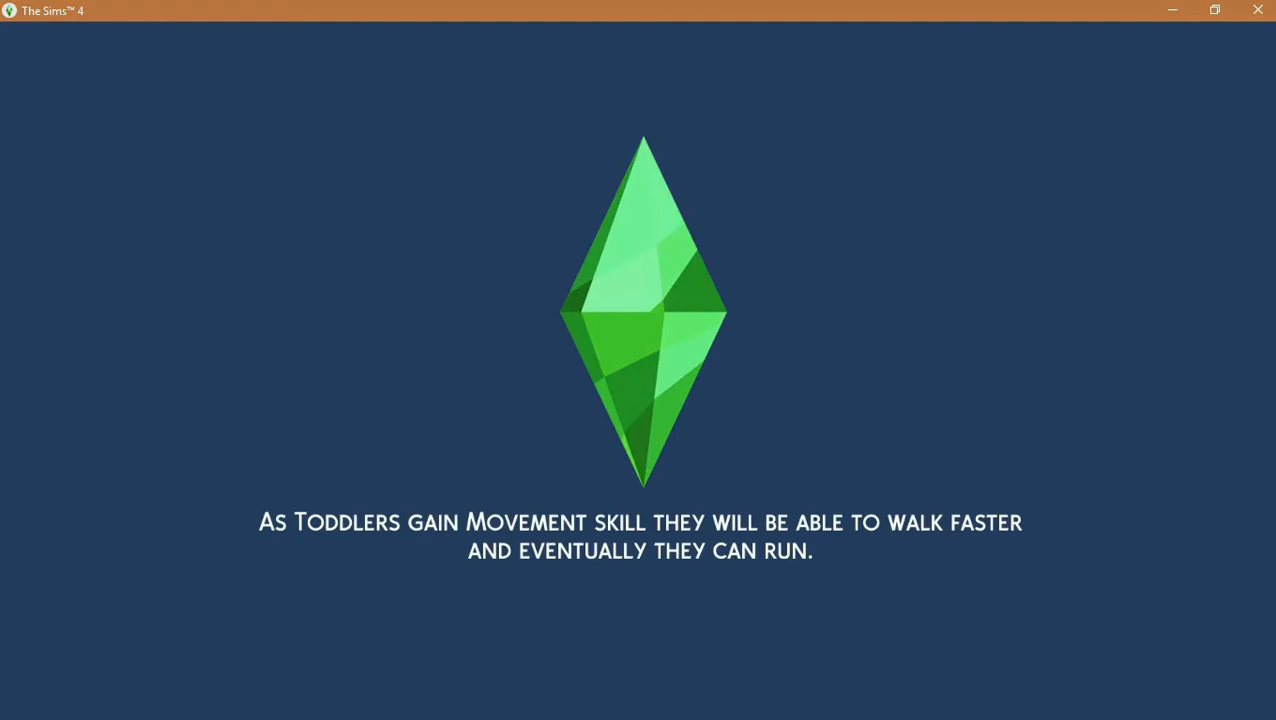 The Sims™ 4
As Toddlers gain Movement skill they will be able to walk faster
and eventually they can run.